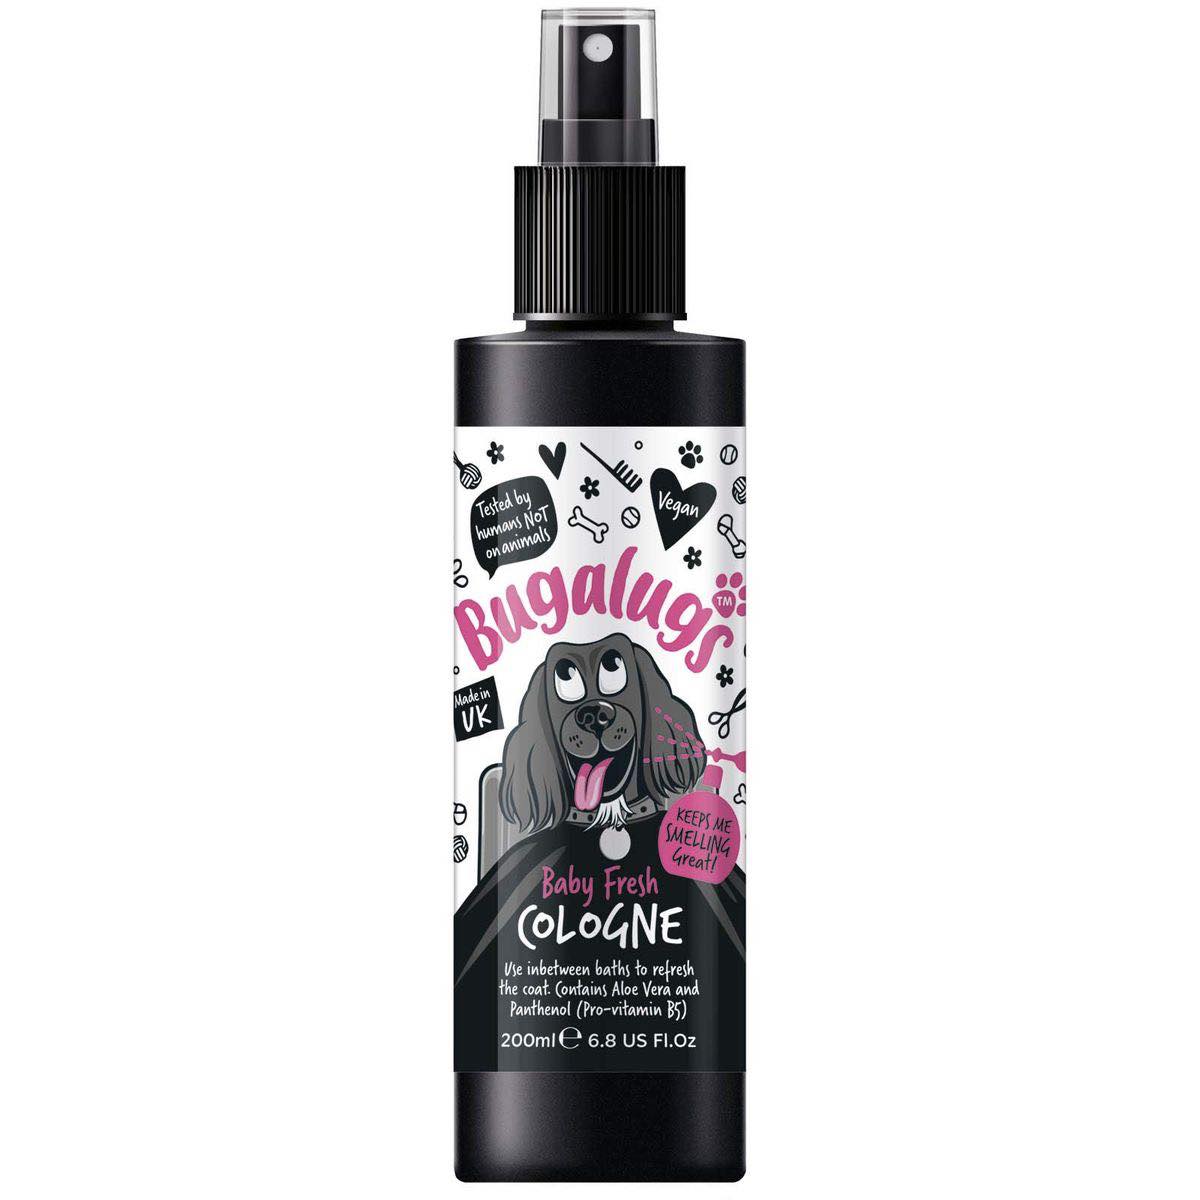 Tested by
humans NOT
on animals
Vegan
Bugalugs
TM
Made in
UK
KEEPS ME
SMELLING
Great!
Baby Fresh
COLOGNE
Use inbetween baths to refresh
the coat. Contains Aloe Vera and
Panthenol (Pro-vitamin B5)
200ml ℮ 6.8 US Fl.Oz